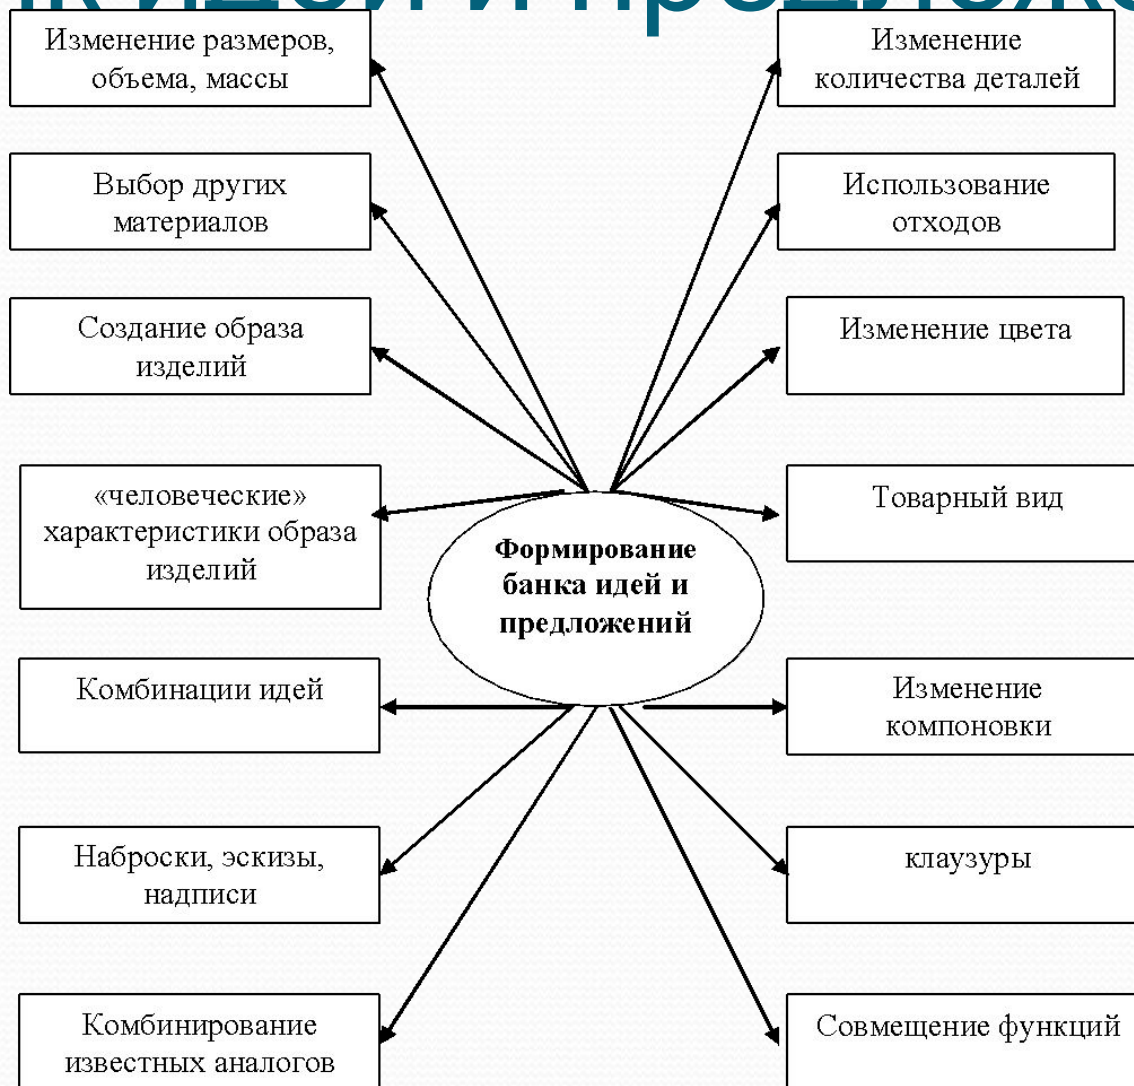 идей и
Изменение размеров,
объема, массы
Выбор других
материалов
Создание образа
изделий
«человеческие»
характеристики образа
изделий
Комбинации идей
Наброски, эскизы,
надписи
Комбинирование
известных аналогов
Формирование
банка идей и
предложений
Изменение
количества деталей
Использование
отходов
Изменение цвета
Товарный вид
Изменение
компоновки
клаузуры
Совмещение функций